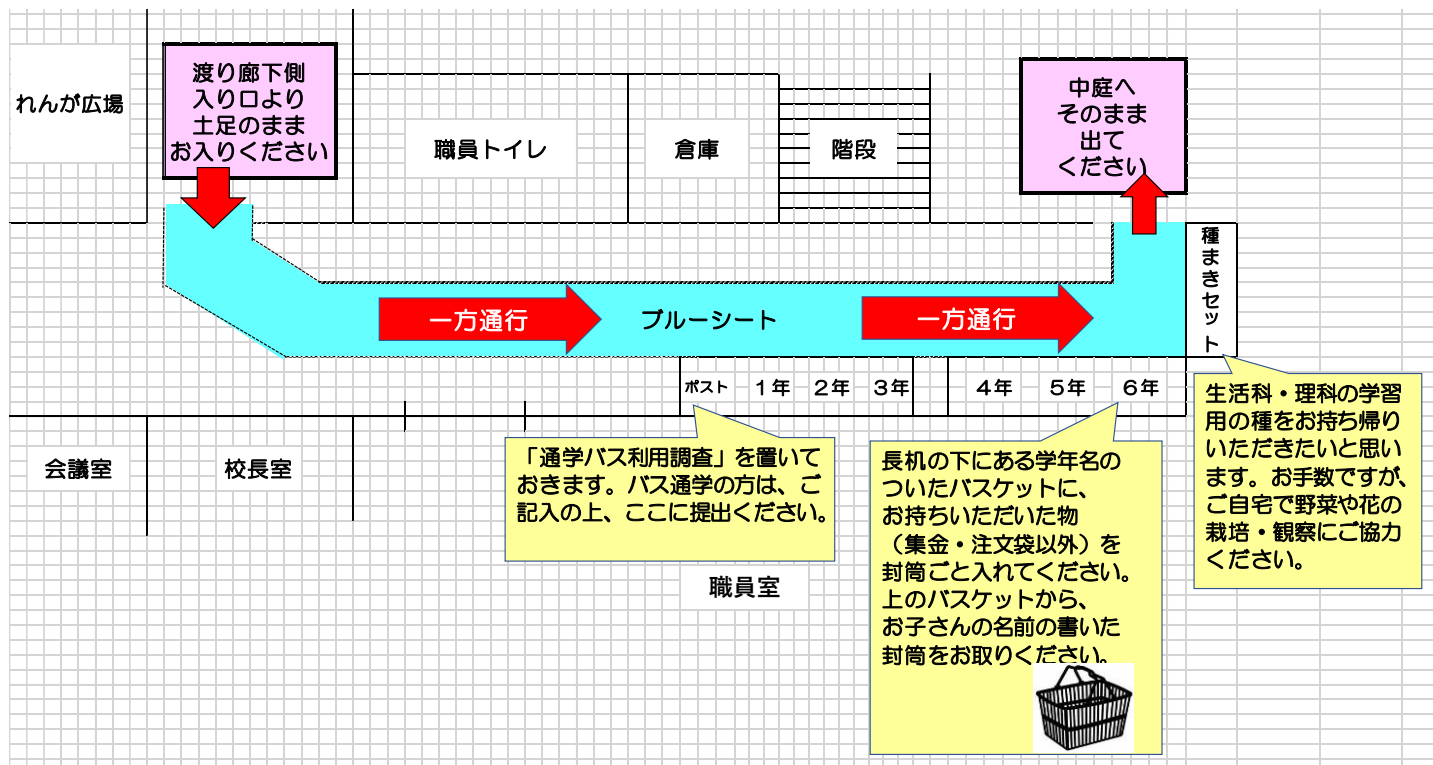 れんが広場
渡り廊下側
入り口より
土足のまま
お入りください
職員トイレ
倉庫
階段
中庭へ
そのまま
出て
ください
一方通行
ブルーシート
一方通行
種まきセット
ポスト
1年
2年
3年
4年
5年
6年
会議室
校長室
「通学バス利用調査」を置いて
おきます。バス通学の方は、ご
記入の上、ここに提出ください。
職員室
長机の下にある学年名の
ついたバスケットに、
お持ちいただいた物
（集金・注文袋以外）を
封筒ごと入れてください。
上のバスケットから、
お子さんの名前の書いた
封筒をお取りください。
生活科・理科の学習
用の種をお持ち帰り
いただきたいと思い
ます。お手数ですが、
ご自宅で野菜や花の
栽培・観察にご協力
ください。